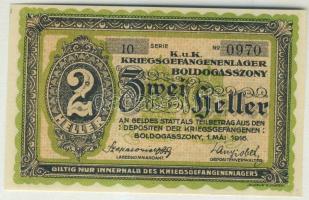 10 SERIE No 0970
K.u.K
KRIEGSGEFANGENENLAGER
BOLDOGASSZONY
2
HELLER
Zwei Heller
AN GELDES STATT ALS TEILBETRAG AUS DEN
DEPOSITEN DER KRIEGSGEFANGENEN:
BOLDOGASSZONY, 1. MAI 1916.
LAGERKOMMANDANT. DEPOSITENVERWALTER.
GILTIG NUR INNERHALB DES KRIEGSGEFANGENENLAGERS